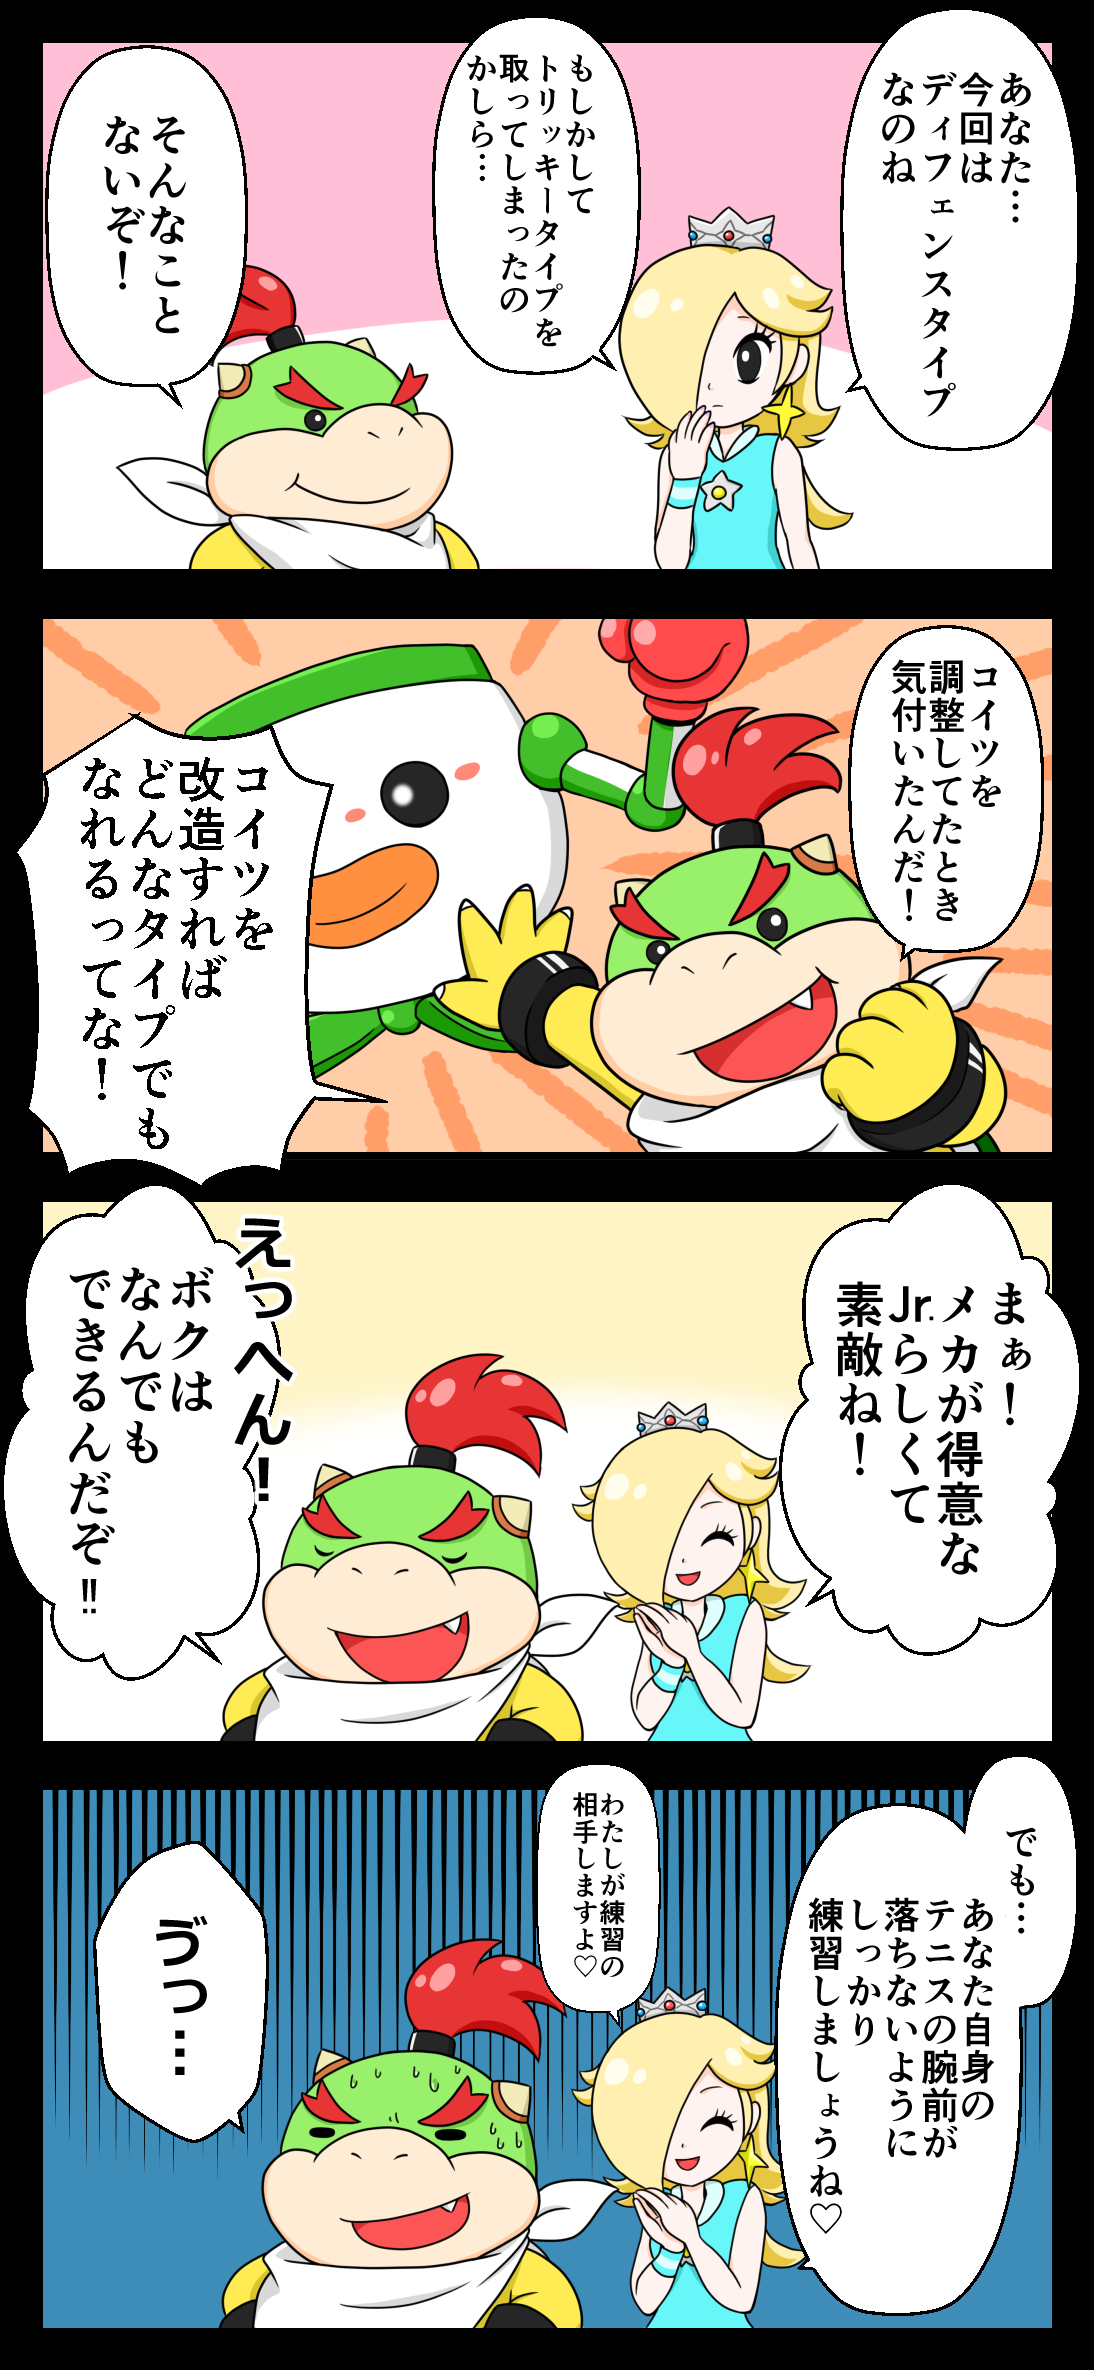 あなた…
今回は
ディフェンスタイプ
なのね
もしかして
トリッキータイプを
取ってしまったの
かしら…
そんなこと
ないぞ！
コイツを
調整してたとき
気付いたんだ！
コイツを
改造すれば
どんなタイプでも
なれるってな！
まぁ！
メカが得意な
Jr.らしくて
素敵ね！
えっへん！
ボクは
なんでも
できるんだぞ!!
でも…
あなた自身の
テニスの腕前が
落ちないように
しっかり
練習しましょうね♡
わたしが練習の
相手しますよ♡
ゔっ…